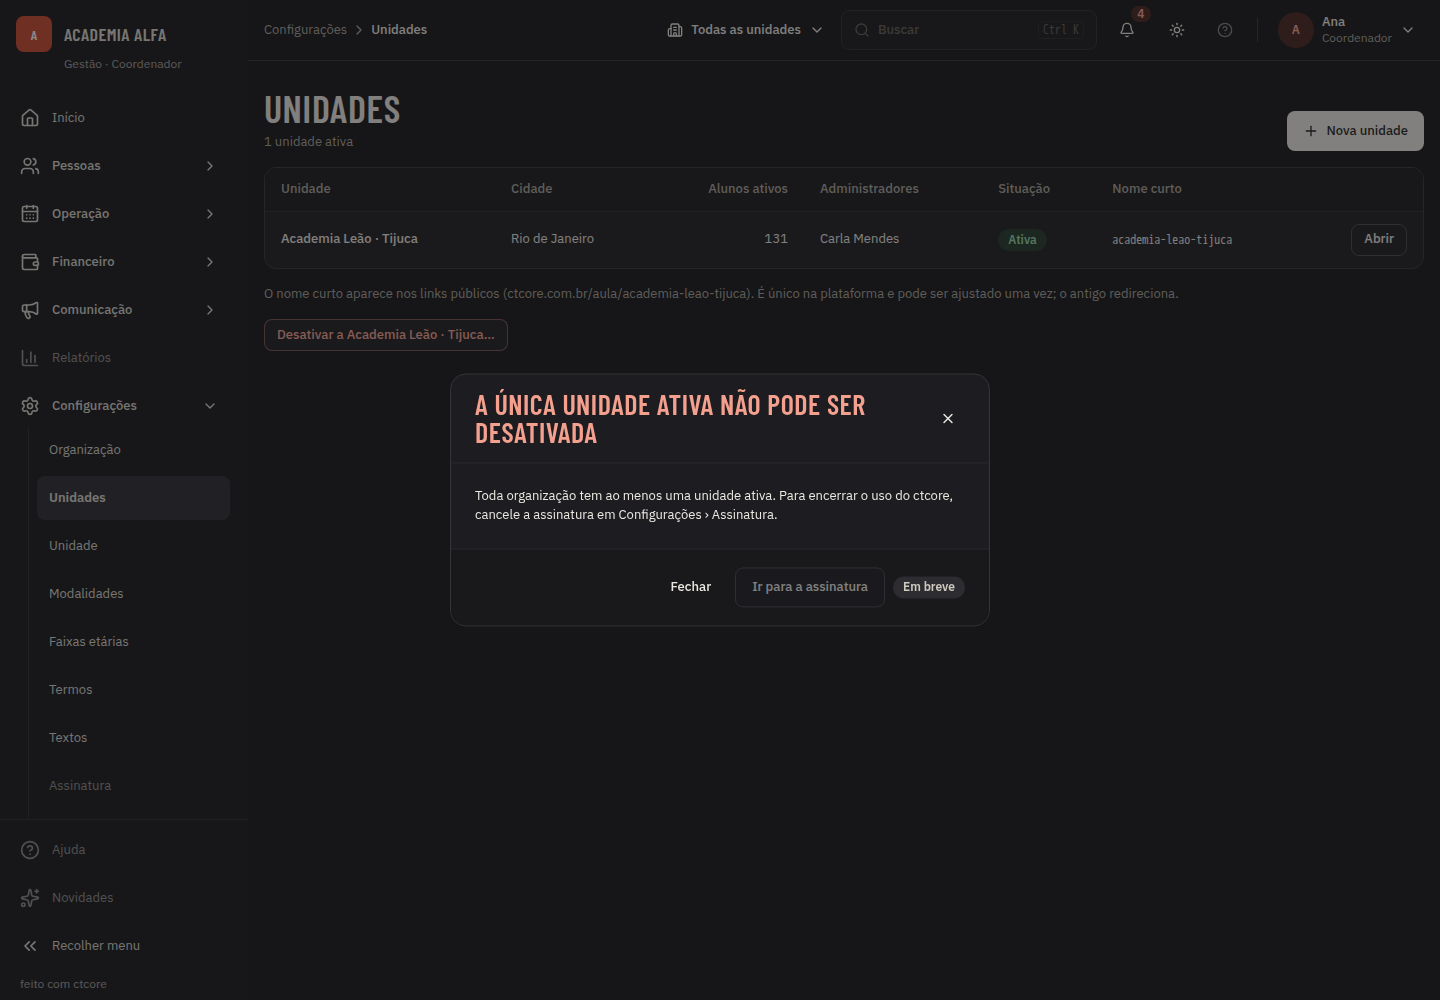 A
ACADEMIA ALFA
Gestão · Coordenador
Início
Pessoas
Operação
Financeiro
Comunicação
Relatórios
Configurações
Organização
Unidades
Unidade
Modalidades
Faixas etárias
Termos
Textos
Assinatura
Ajuda
Novidades
Recolher menu
feito com ctcore
Configurações > Unidades
Todas as unidades
Buscar
Ctrl K
4
A
Ana
Coordenador
UNIDADES
1 unidade ativa
+ Nova unidade
Unidade Cidade Alunos ativos Administradores Situação Nome curto
Academia Leão · Tijuca Rio de Janeiro 131 Carla Mendes Ativa academia-leao-tijuca Abrir
O nome curto aparece nos links públicos (ctcore.com.br/aula/academia-leao-tijuca). É único na plataforma e pode ser ajustado uma vez; o antigo redireciona.
Desativar a Academia Leão · Tijuca...
A ÚNICA UNIDADE ATIVA NÃO PODE SER
DESATIVADA
Toda organização tem ao menos uma unidade ativa. Para encerrar o uso do ctcore,
cancele a assinatura em Configurações › Assinatura.
Fechar
Ir para a assinatura
Em breve